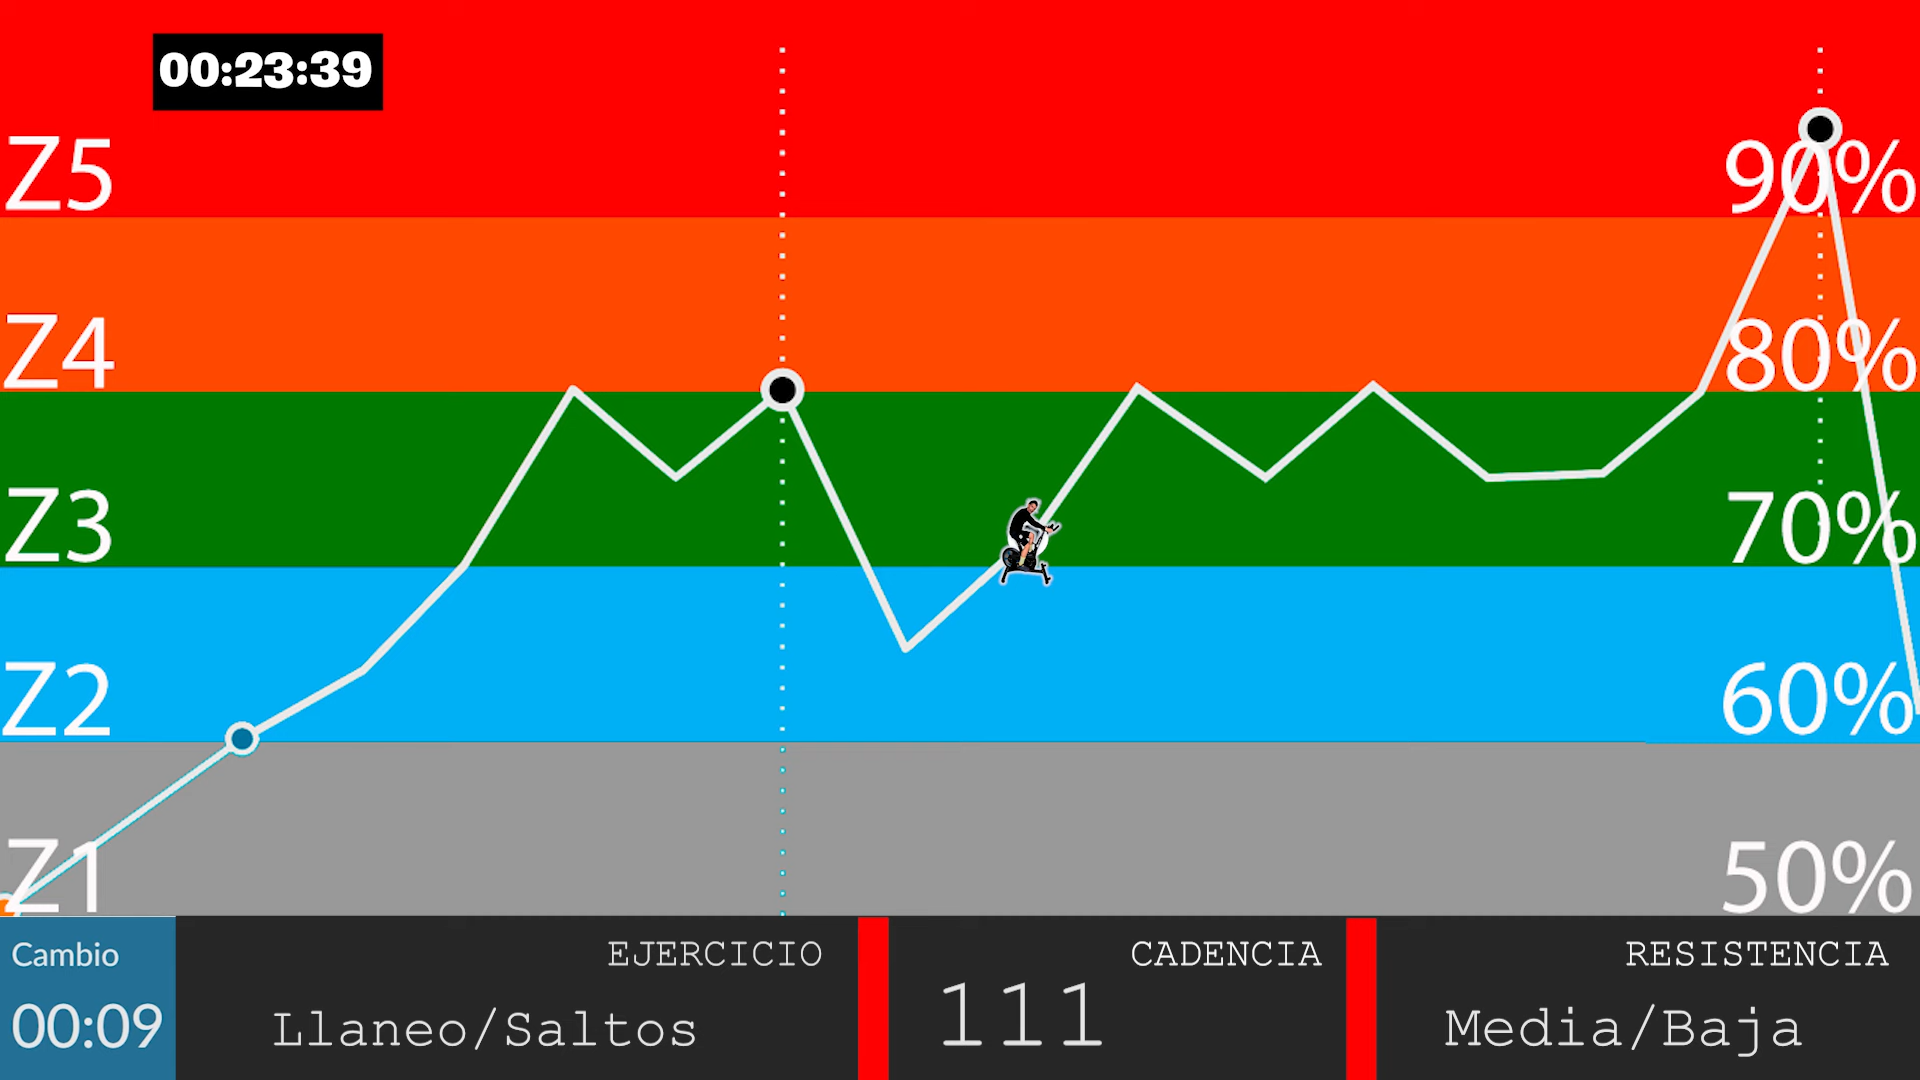 00:23:39
Z5
90%
Z4
80%
Z3
70%
Z2
60%
Z1
50%
Cambio
00:09
EJERCICIO
Llaneo/Saltos
CADENCIA
111
RESISTENCIA
Media/Baja